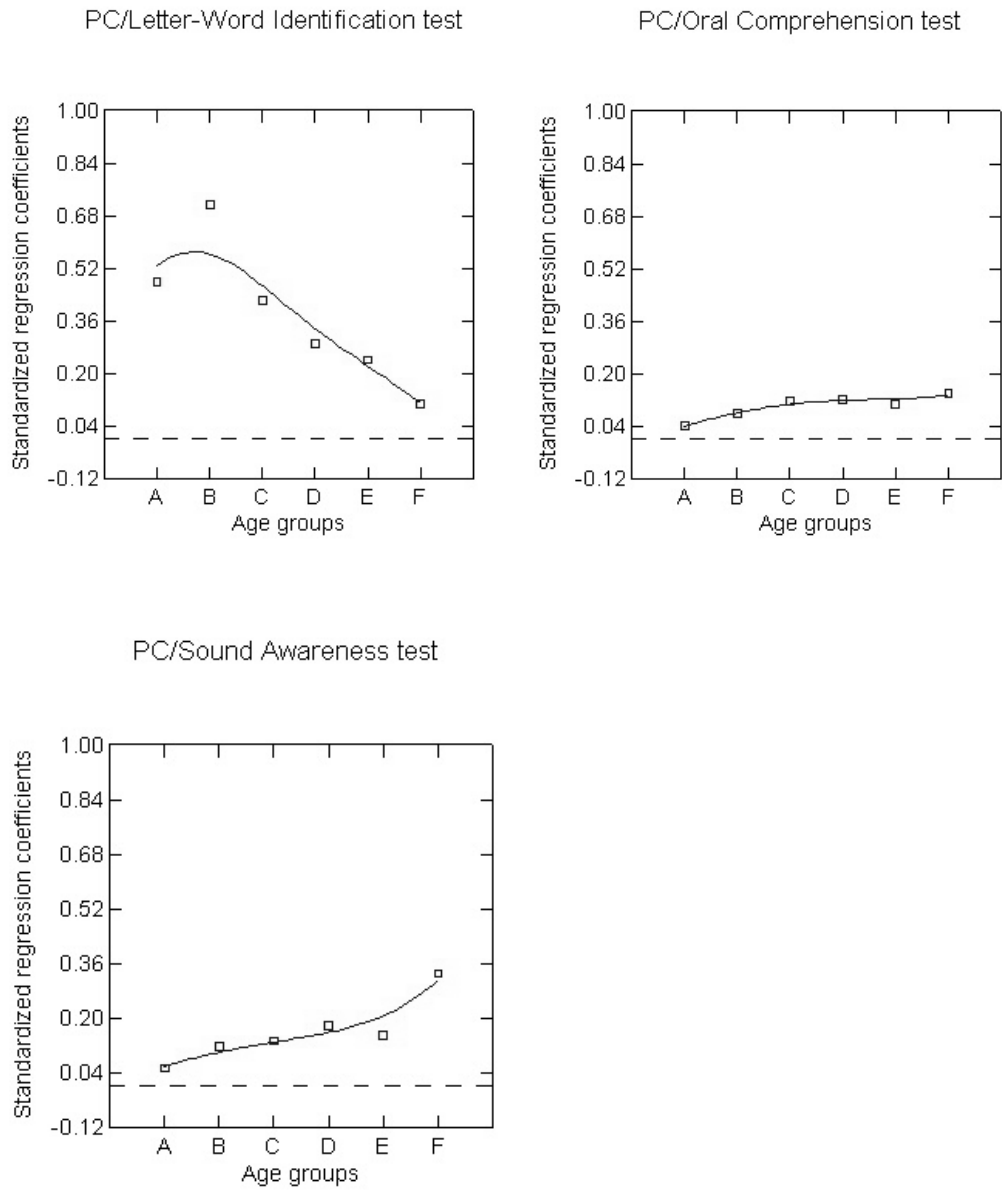 PC/Letter-Word Identification test
Standardized regression coefficients
1.00
0.84
0.68
0.52
0.36
0.20
0.04
-0.12
A B C D E F
Age groups
PC/Oral Comprehension test
Standardized regression coefficients
1.00
0.84
0.68
0.52
0.36
0.20
0.04
-0.12
A B C D E F
Age groups
PC/Sound Awareness test
Standardized regression coefficients
1.00
0.84
0.68
0.52
0.36
0.20
0.04
-0.12
A B C D E F
Age groups